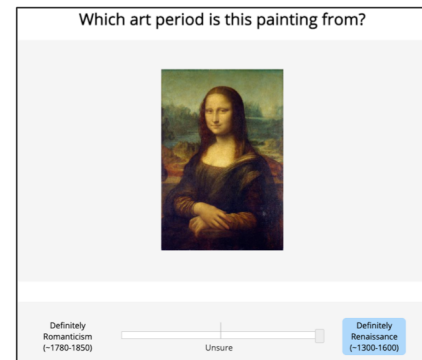 Which art period is this painting from?
Definitely
Romanticism
(~1780-1850)
Unsure
Definitely
Renaissance
(~1300-1600)